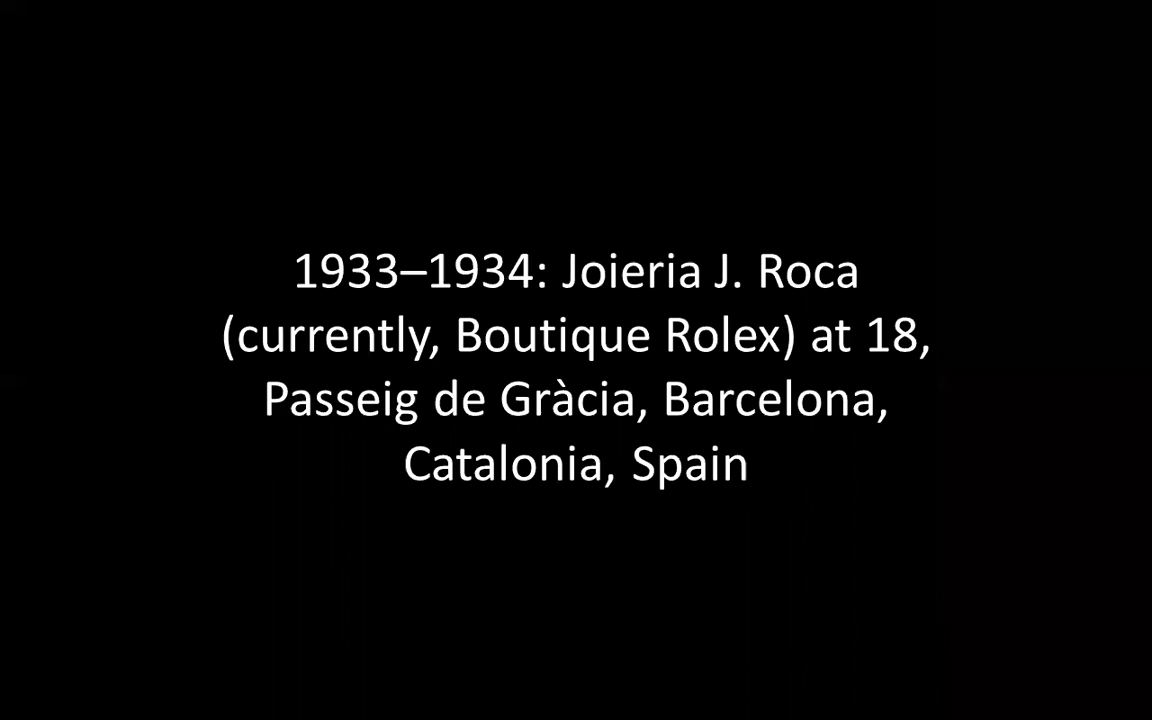 1933–1934: Joieria J. Roca
(currently, Boutique Rolex) at 18,
Passeig de Gràcia, Barcelona,
Catalonia, Spain